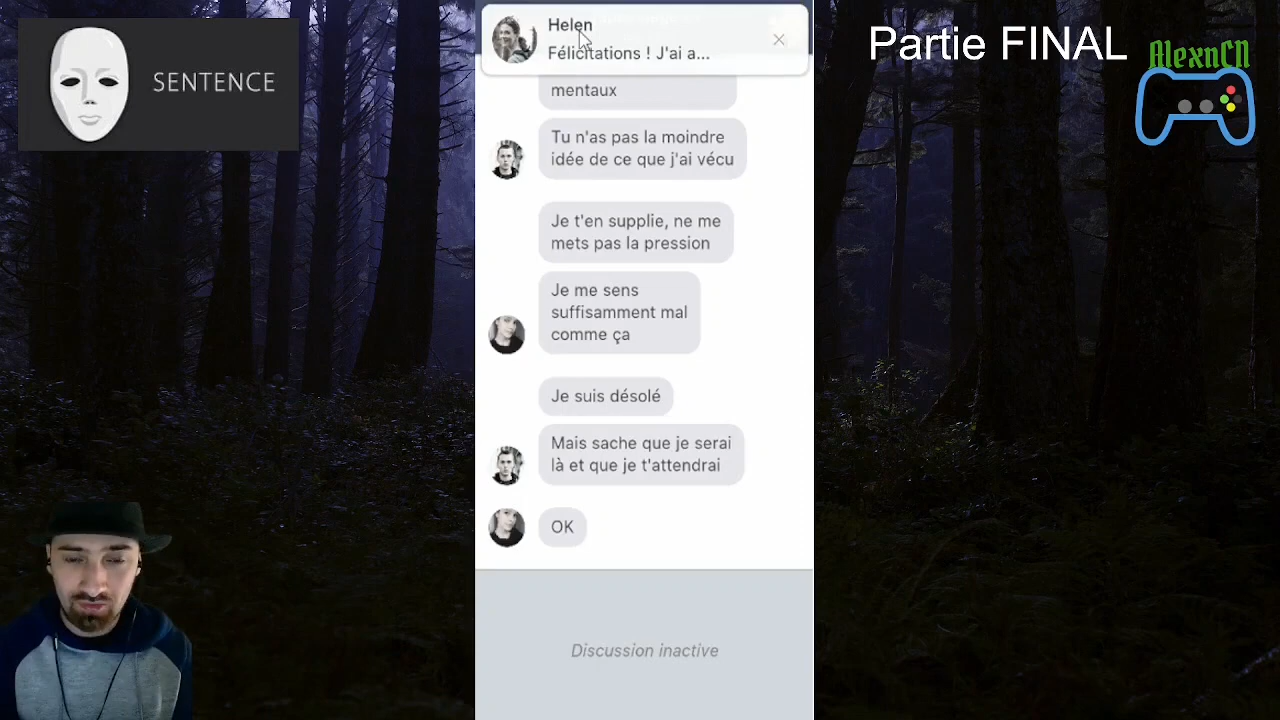 SENTENCE
Partie FINAL
AlexnCN
Helen
Félicitations ! J'ai a...
mentaux
Tu n'as pas la moindre
idée de ce que j'ai vécu
Je t'en supplie, ne me
mets pas la pression
Je me sens
suffisamment mal
comme ça
Je suis désolé
Mais sache que je serai
là et que je t'attendrai
OK
Discussion inactive